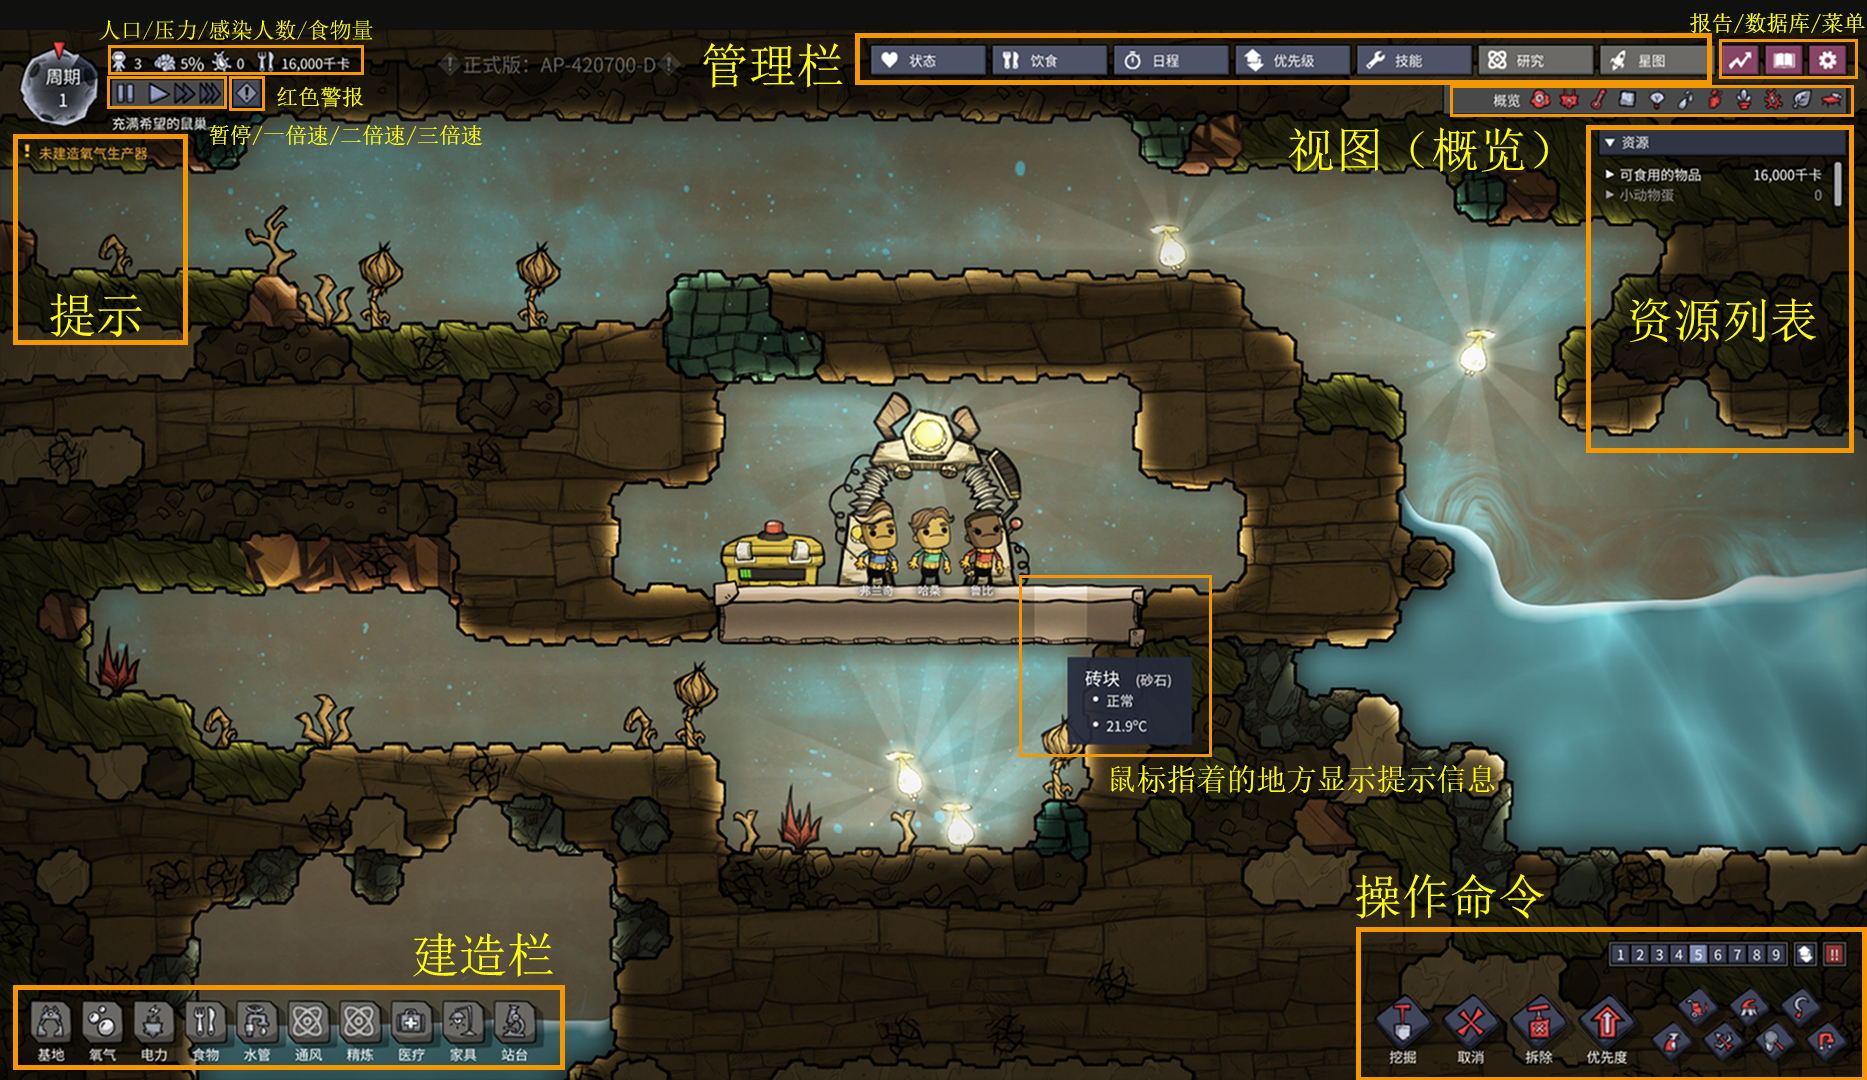 人口/压力/感染人数/食物量
报告/数据库/菜单
周期
1
3 5% 0 16,000千卡
正式版：AP-420700-D
管理栏
状态 饮食 日程 优先级 技能 研究 星图
红色警报
概览
充满希望的鼠巢
暂停/一倍速/二倍速/三倍速
视图（概览）
资源
未建造氧气生产器
可食用的物品 16,000千卡
小动物蛋 0
提示
资源列表
弗兰奇 哈桑 鲁比
砖块 (砂石)
• 正常
• 21.9ºC
鼠标指着的地方显示提示信息
操作命令
建造栏
1 2 3 4 5 6 7 8 9 !!
基地 氧气 电力 食物 水管 通风 精炼 医疗 家具 站台
挖掘 取消 拆除 优先度